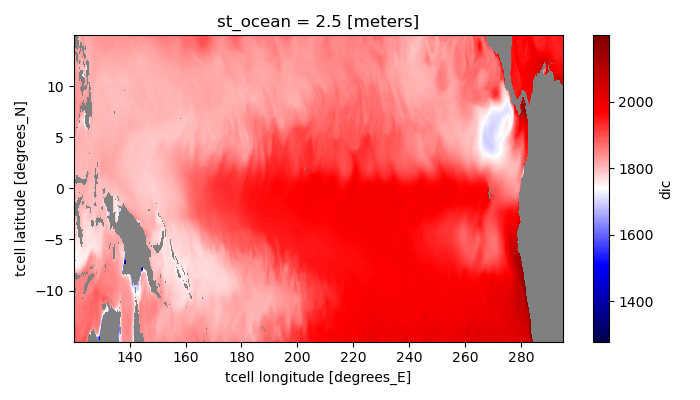 st_ocean = 2.5 [meters]
tcell latitude [degrees_N]
10
5
0
−5
−10
140 160 180 200 220 240 260 280
tcell longitude [degrees_E]
2000
1800
1600
1400
dic